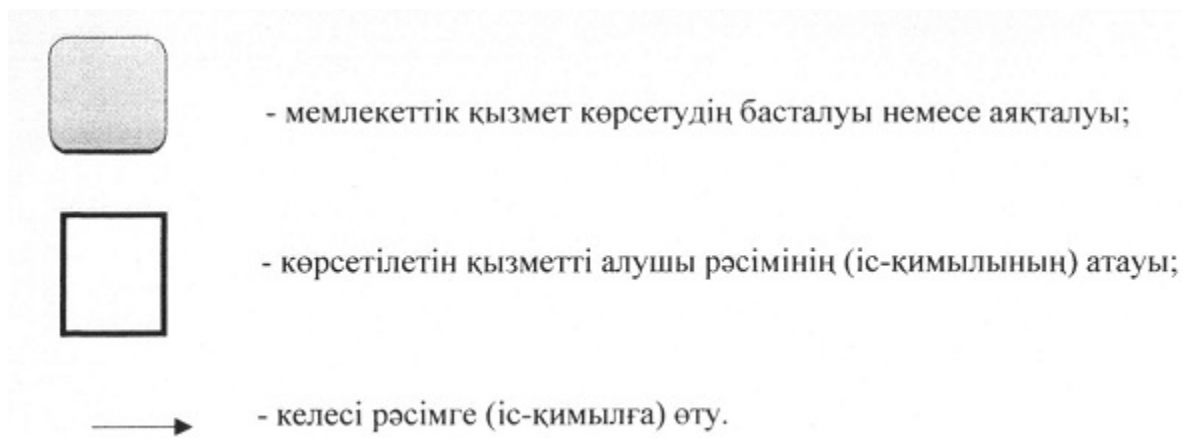 - мемлекеттік қызмет көрсетудің басталуы немесе аяқталуы;
- көрсетілетін қызметті алушы рәсімінің (іс-қимылының) атауы;
- келесі рәсімге (іс-қимылға) өту.